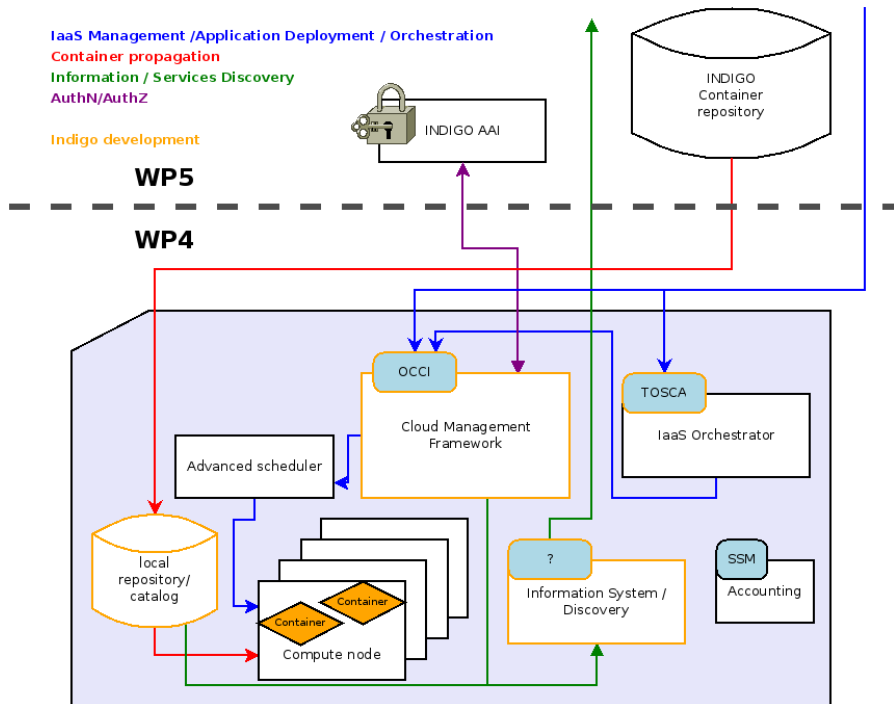 IaaS Management /Application Deployment / Orchestration
Container propagation
Information / Services Discovery
AuthN/AuthZ
Indigo development
INDIGO
Container
repository
INDIGO AAI
WP5
WP4
OCCI
Cloud Management
Framework
TOSCA
IaaS Orchestrator
Advanced scheduler
local
repository/
catalog
Container
Container
Compute node
?
Information System /
Discovery
SSM
Accounting